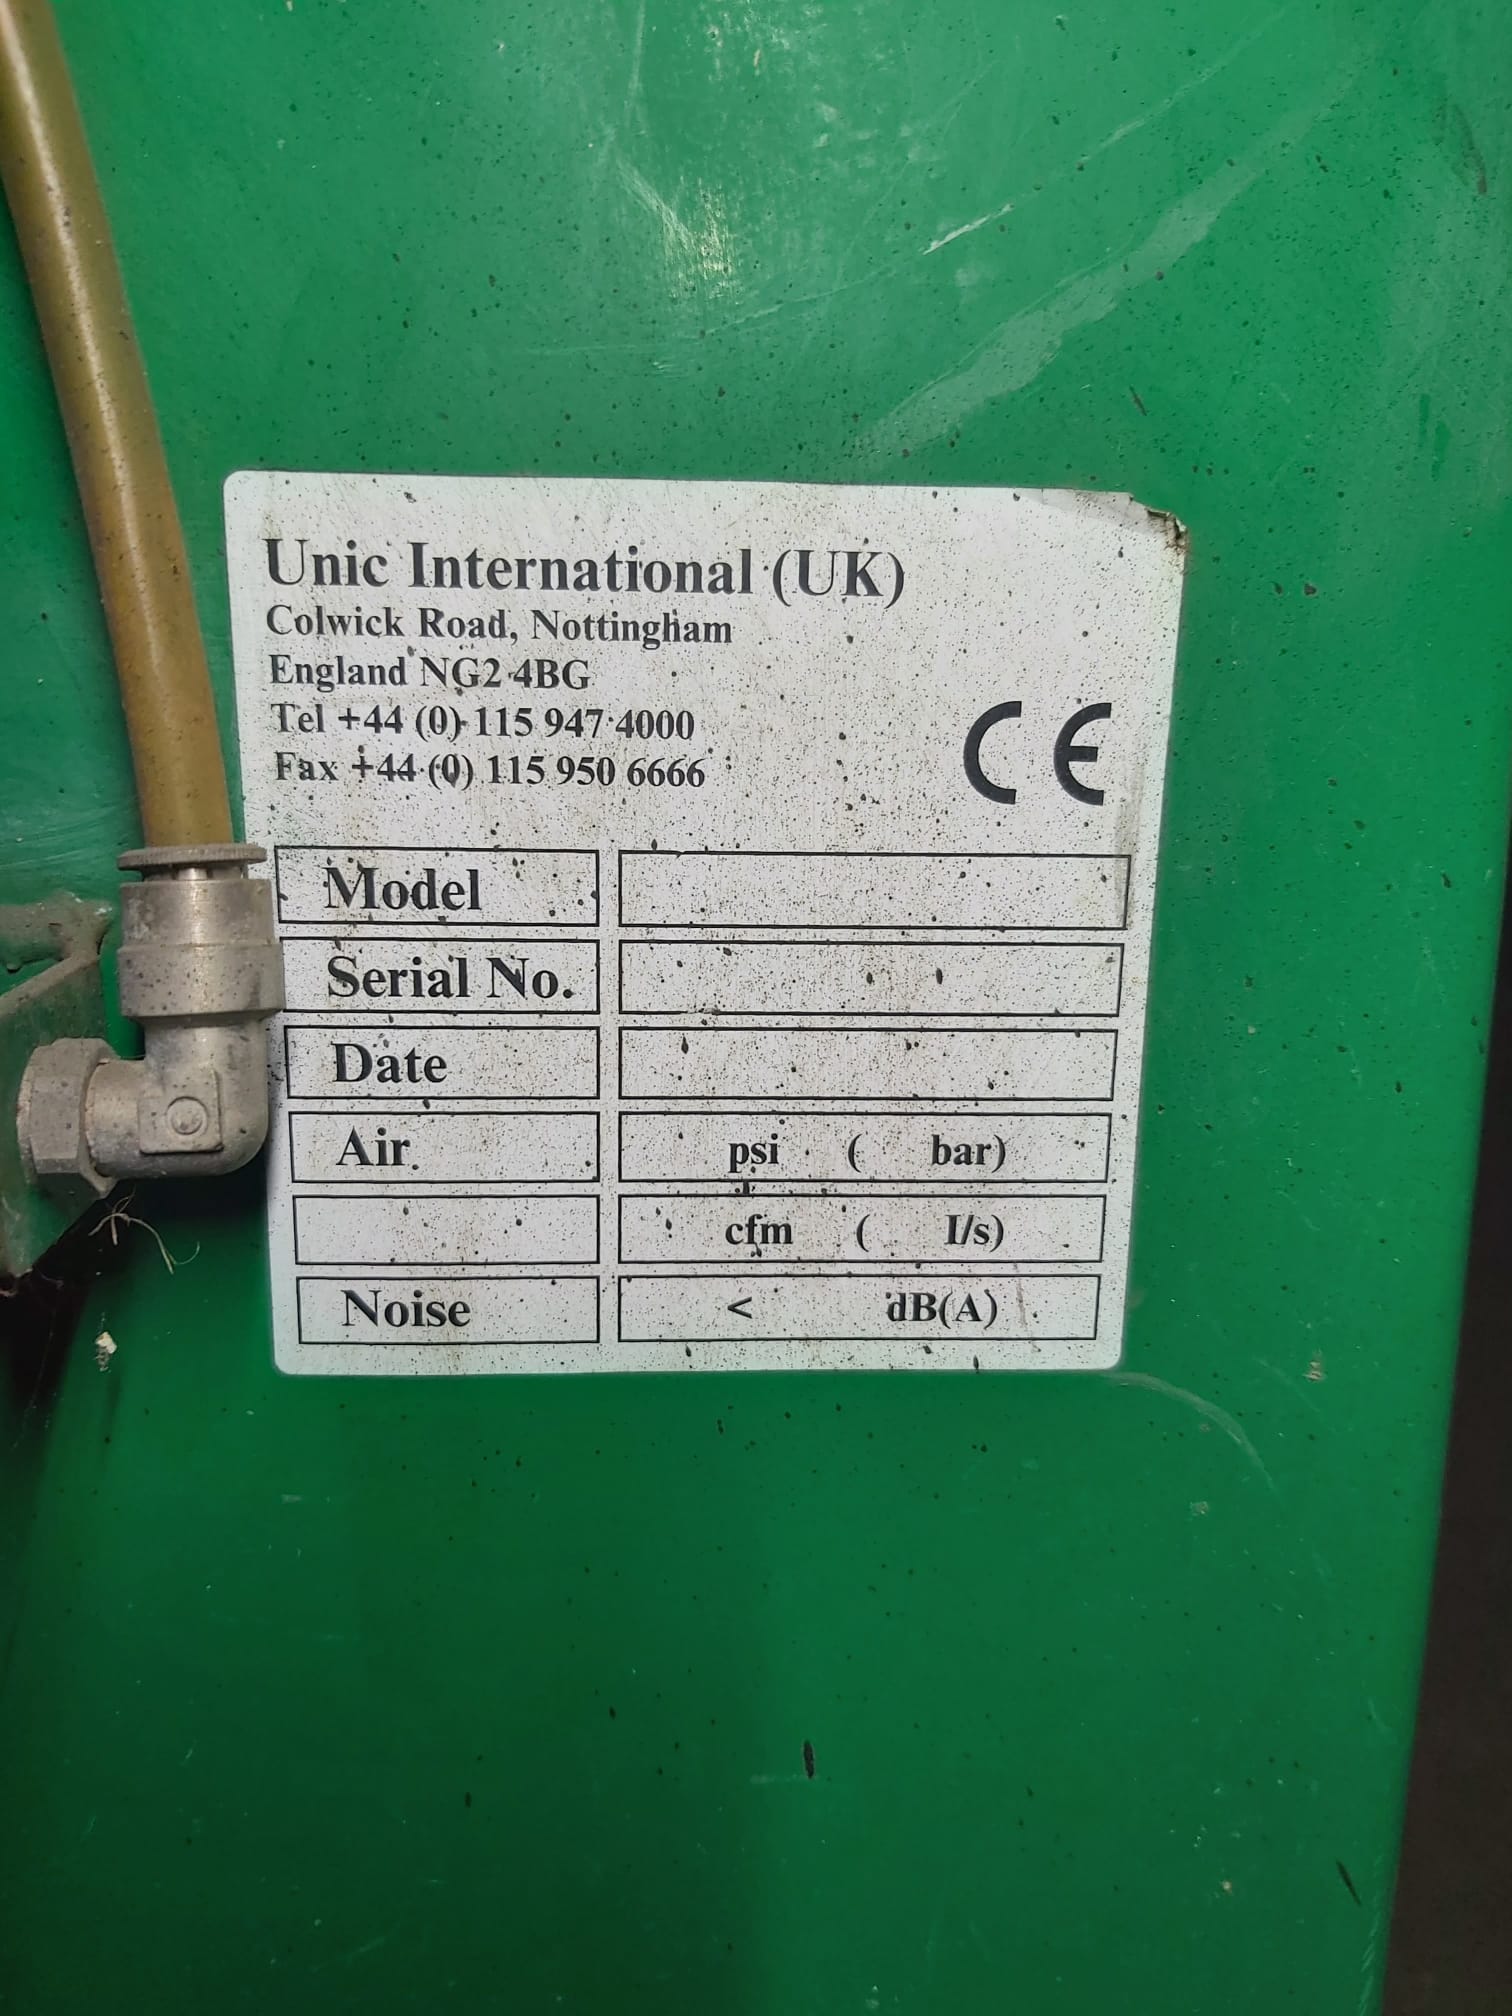 Unic International (UK)
Colwick Road, Nottingham
England NG2 4BG
Tel +44 (0) 115 947 4000
Fax +44 (0) 115 950 6666
CE
Model
Serial No.
Date
Air psi ( bar)
cfm ( I/s)
Noise < dB(A)